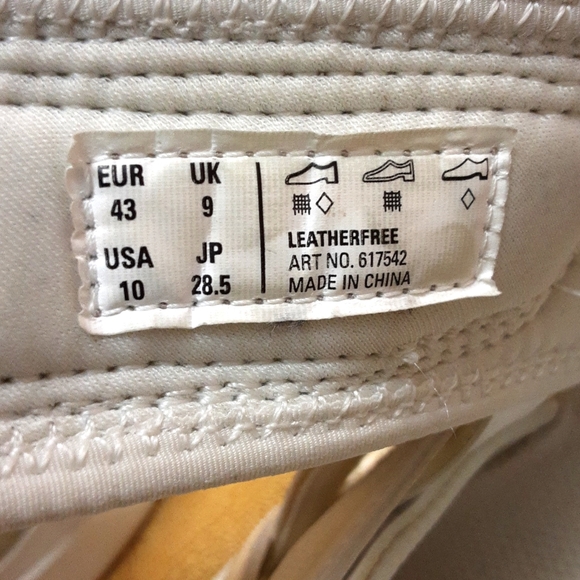 EUR UK
43 9
USA JP
10 28.5
LEATHERFREE
ART NO. 617542
MADE IN CHINA